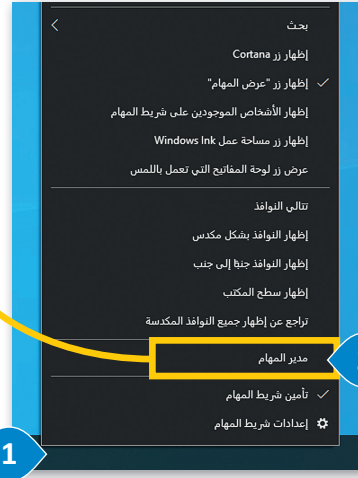 بحث
إظهار زر Cortana
إظهار زر "عرض المهام"
إظهار الأشخاص الموجودين على شريط المهام
إظهار زر مساحة عمل Windows Ink
عرض زر لوحة المفاتيح التي تعمل باللمس
تتالي النوافذ
إظهار النوافذ بشكل مكدس
إظهار النوافذ جنبًا إلى جنب
إظهار سطح المكتب
تراجع عن إظهار جميع النوافذ المكدسة
مدير المهام
تأمين شريط المهام
إعدادات شريط المهام
1